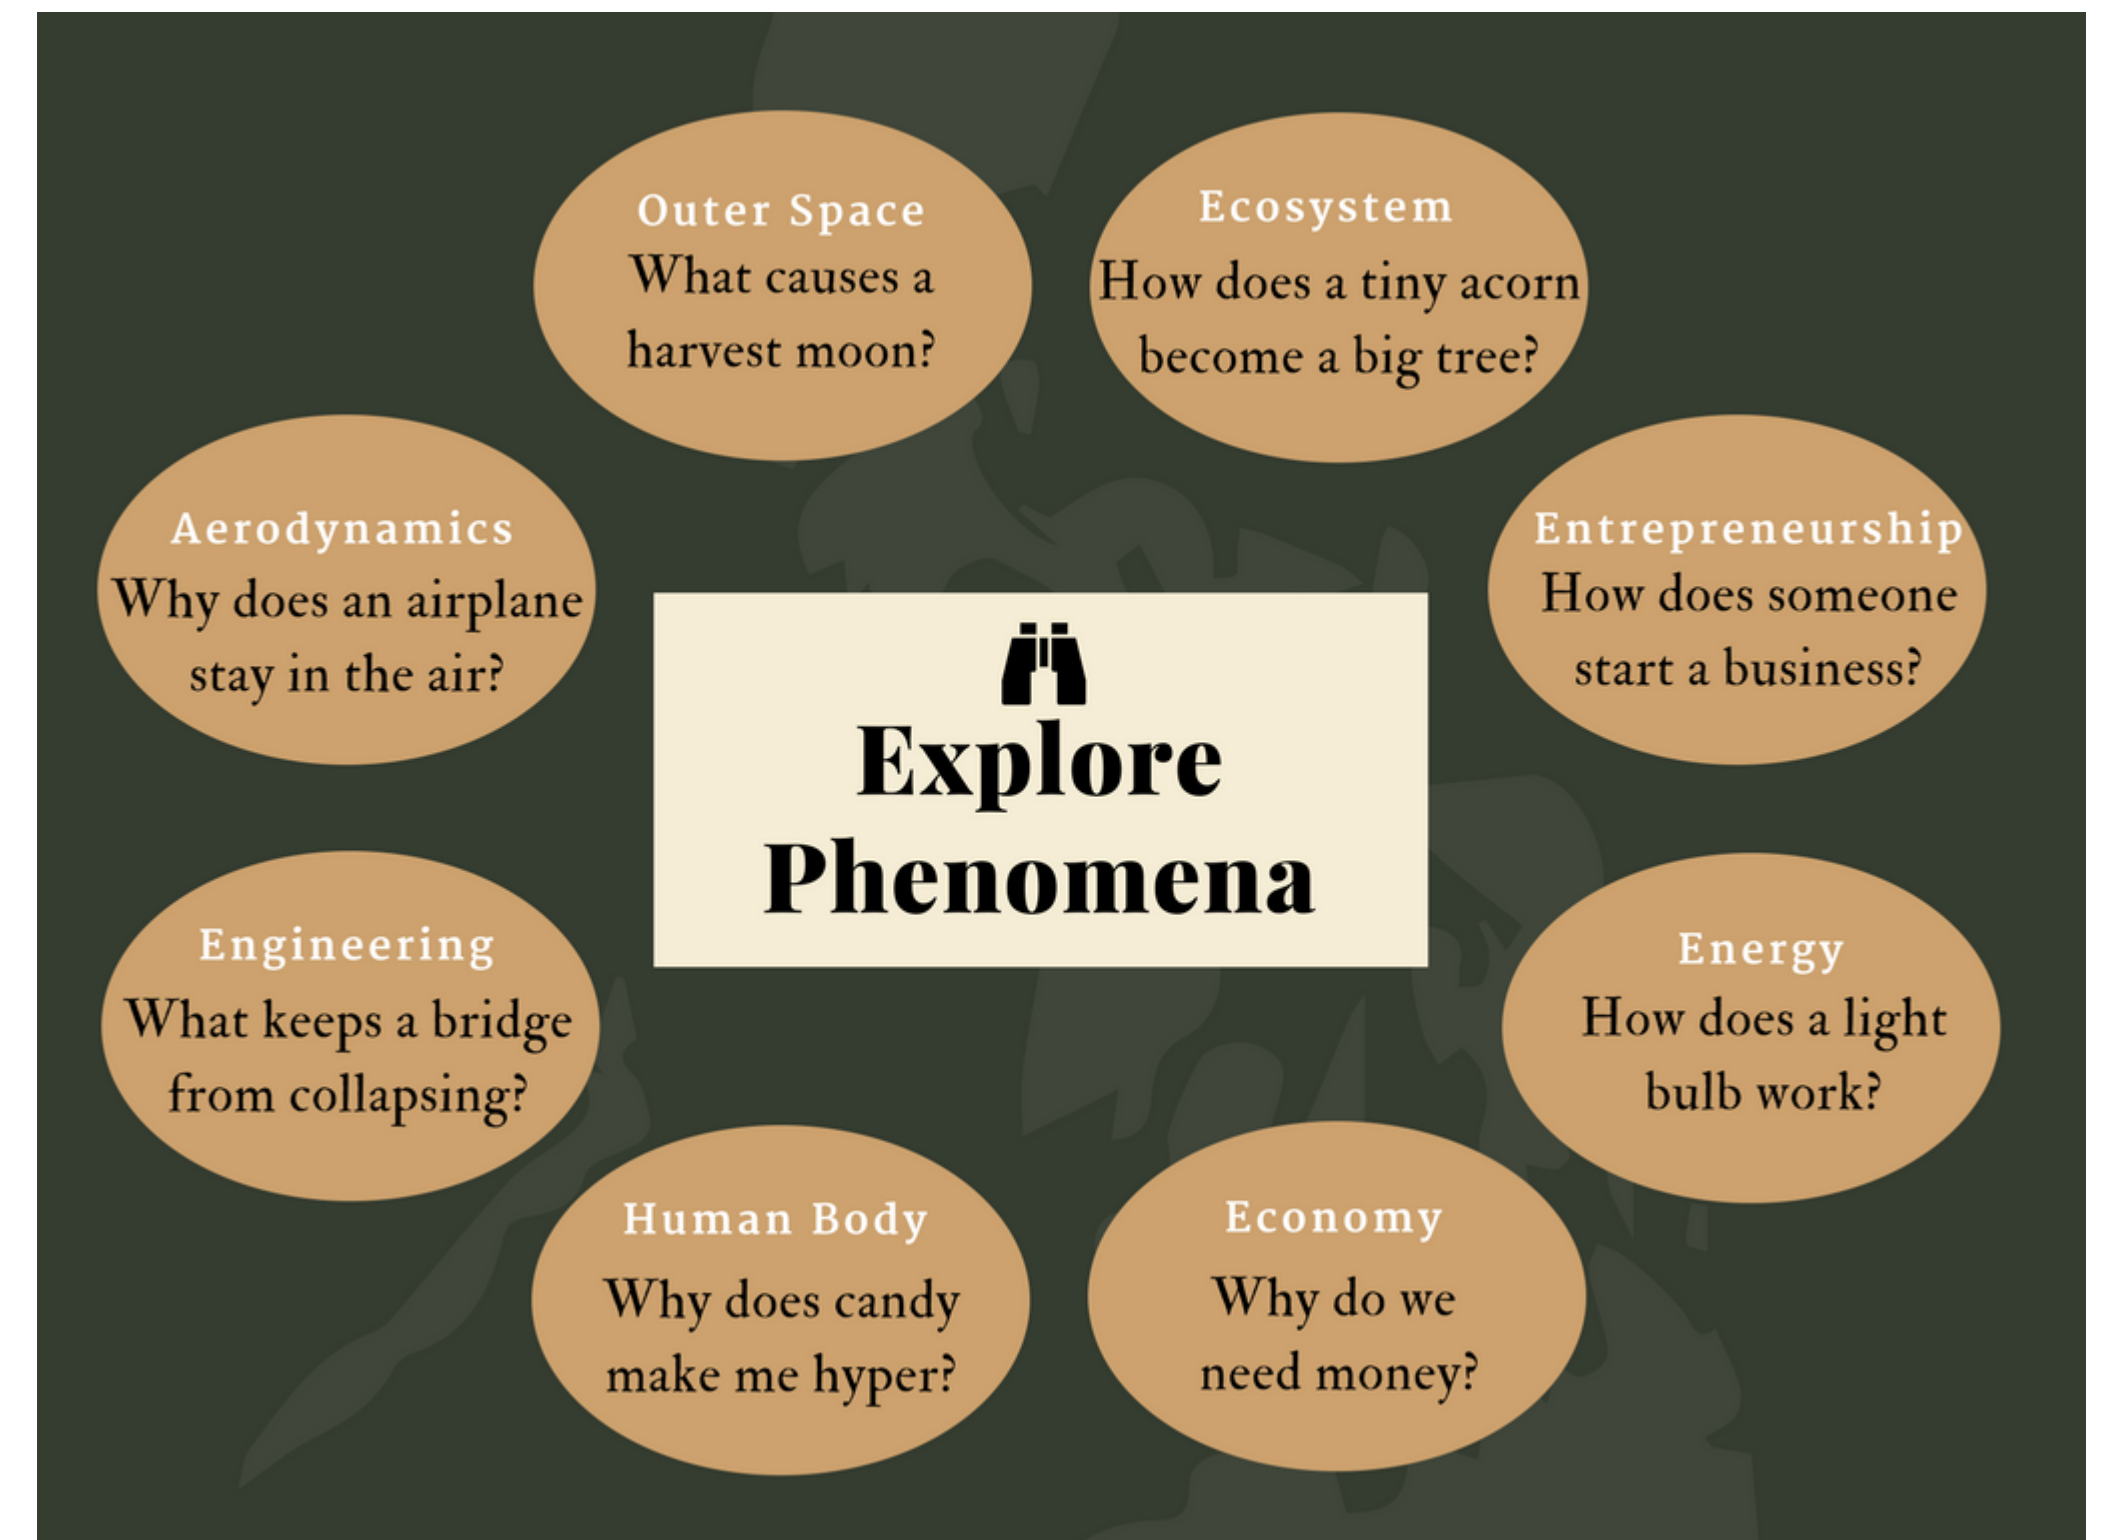 Outer Space
What causes a
harvest moon?
Ecosystem
How does a tiny acorn
become a big tree?
Aerodynamics
Why does an airplane
stay in the air?
Entrepreneurship
How does someone
start a business?
Explore
Phenomena
Engineering
What keeps a bridge
from collapsing?
Energy
How does a light
bulb work?
Human Body
Why does candy
make me hyper?
Economy
Why do we
need money?